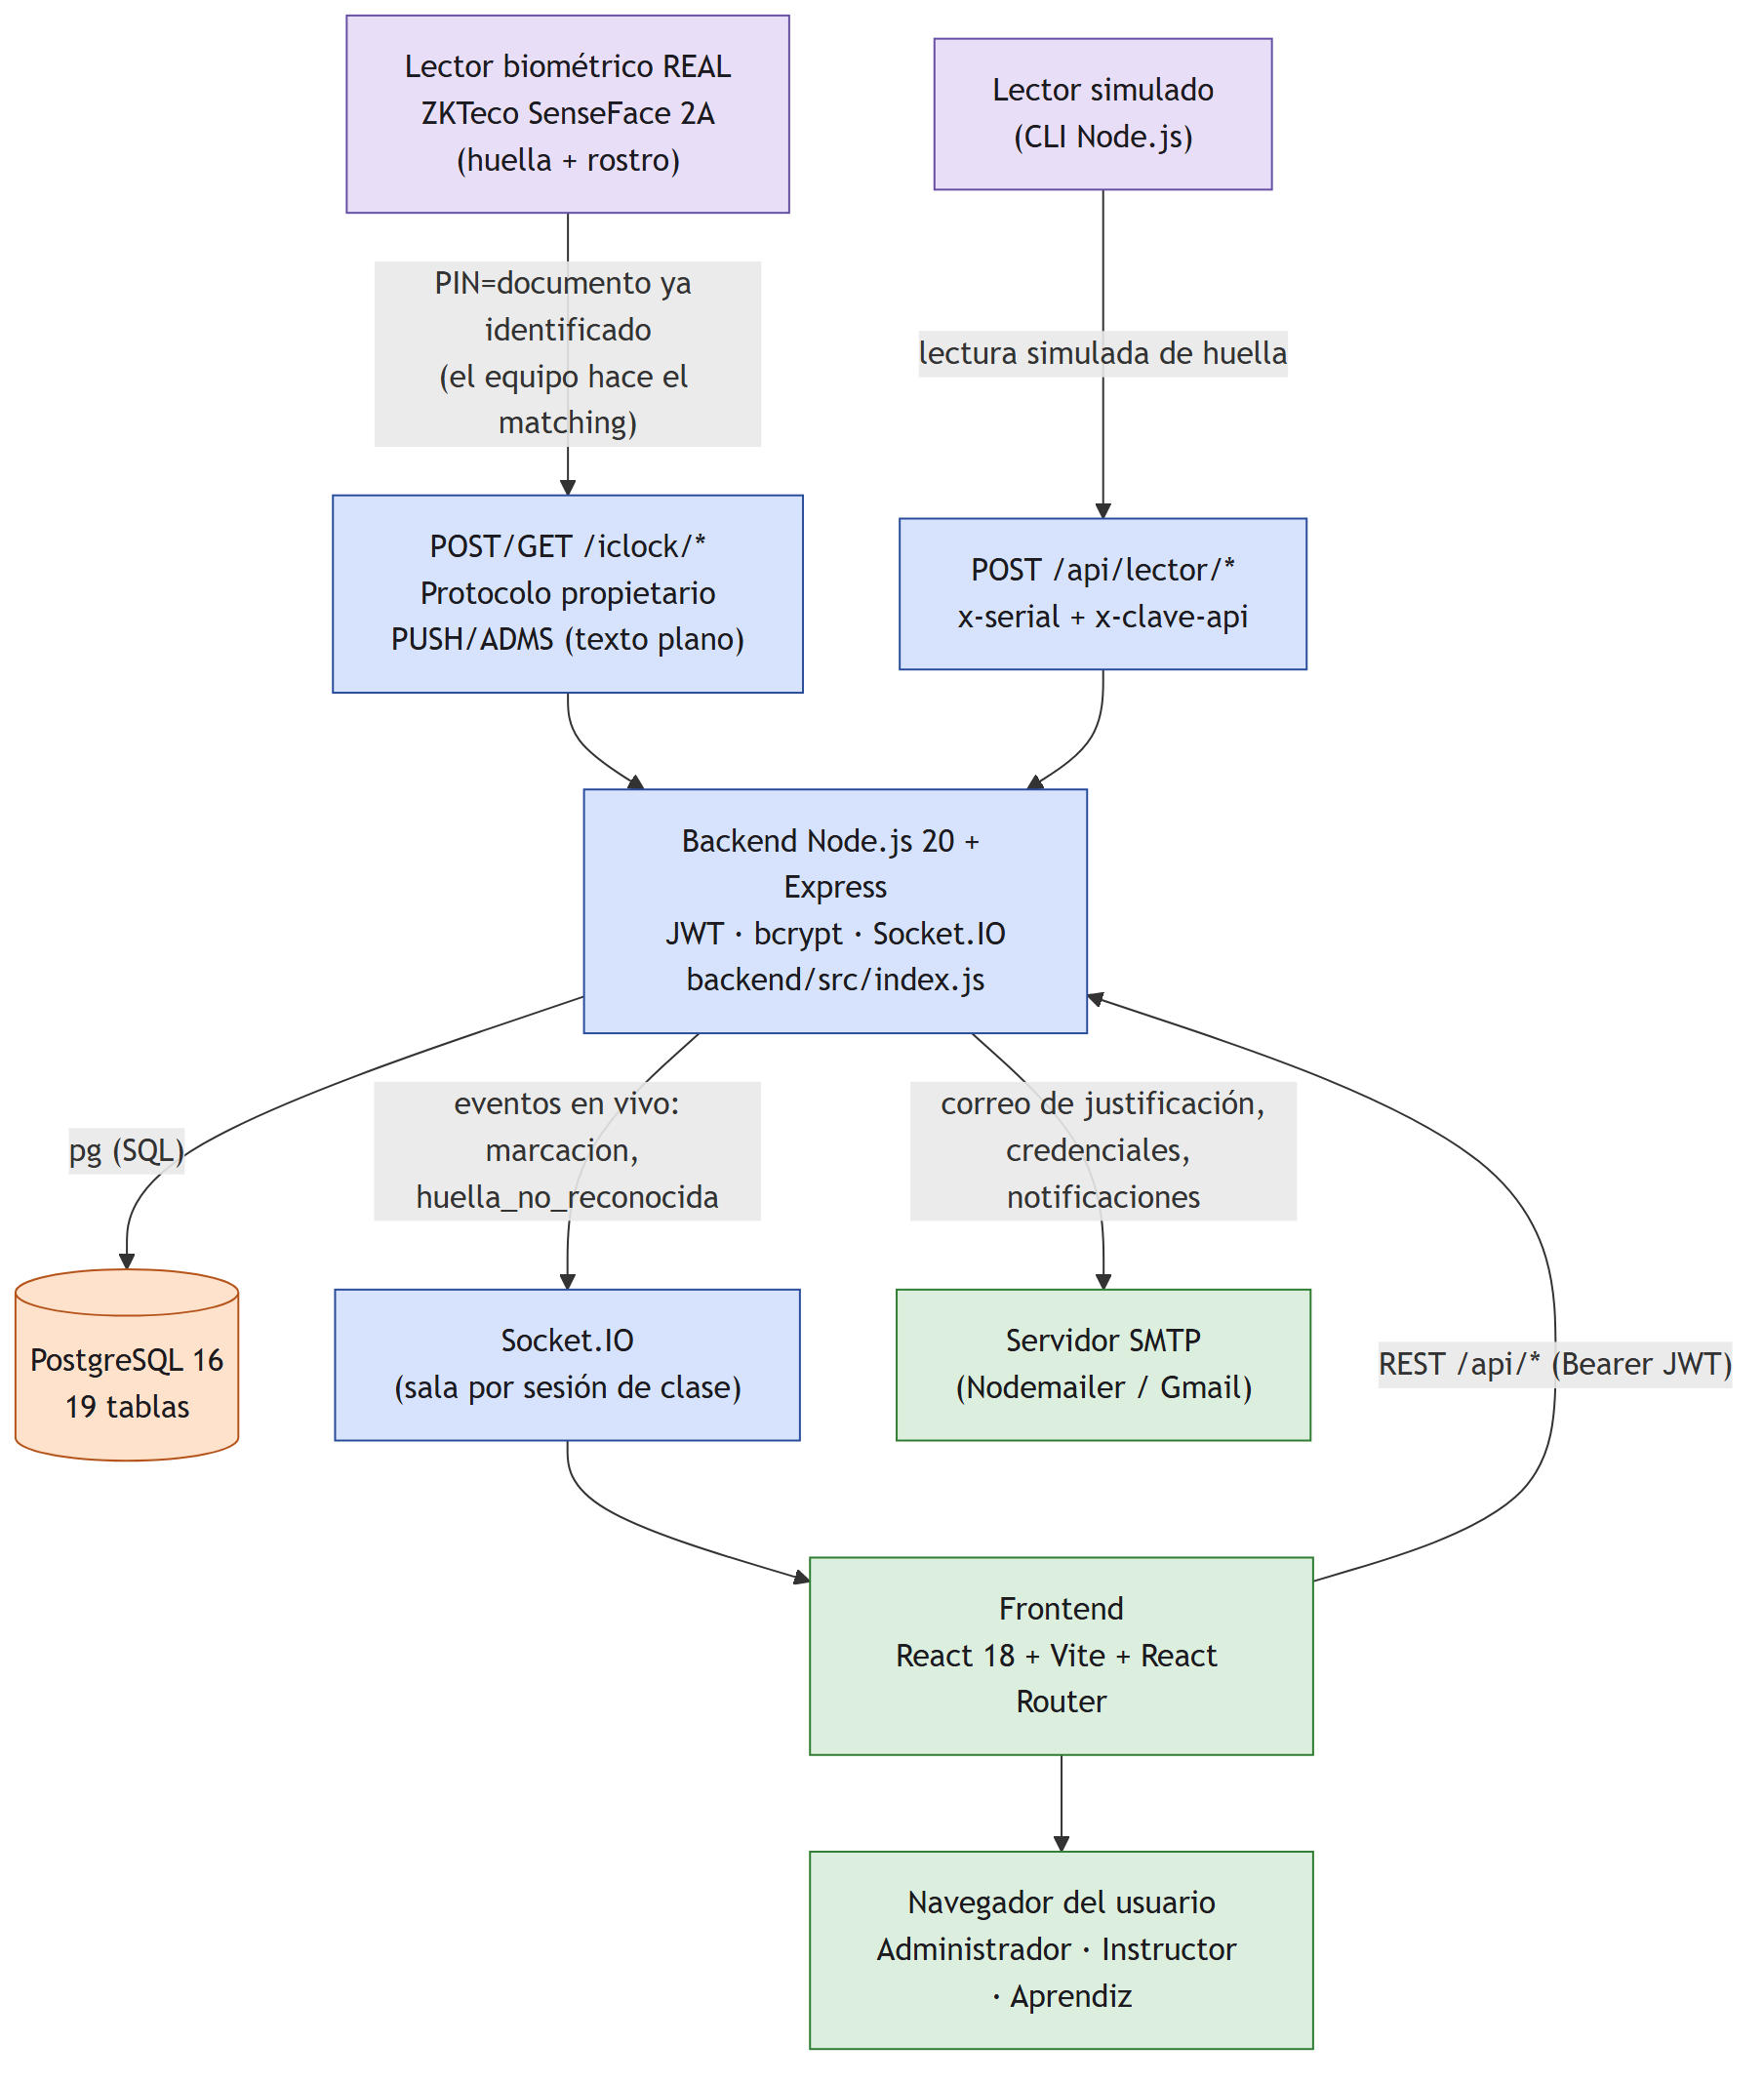 Lector biométrico REAL
ZKTeco SenseFace 2A
(huella + rostro)
Lector simulado
(CLI Node.js)
PIN=documento ya
identificado
(el equipo hace el
matching)
lectura simulada de huella
POST/GET /iclock/*
Protocolo propietario
PUSH/ADMS (texto plano)
POST /api/lector/*
x-serial + x-clave-api
Backend Node.js 20 +
Express
JWT · bcrypt · Socket.IO
backend/src/index.js
pg (SQL)
eventos en vivo:
marcacion,
huella_no_reconocida
correo de justificación,
credenciales,
notificaciones
PostgreSQL 16
19 tablas
Socket.IO
(sala por sesión de clase)
Servidor SMTP
(Nodemailer / Gmail)
REST /api/* (Bearer JWT)
Frontend
React 18 + Vite + React
Router
Navegador del usuario
Administrador · Instructor
· Aprendiz